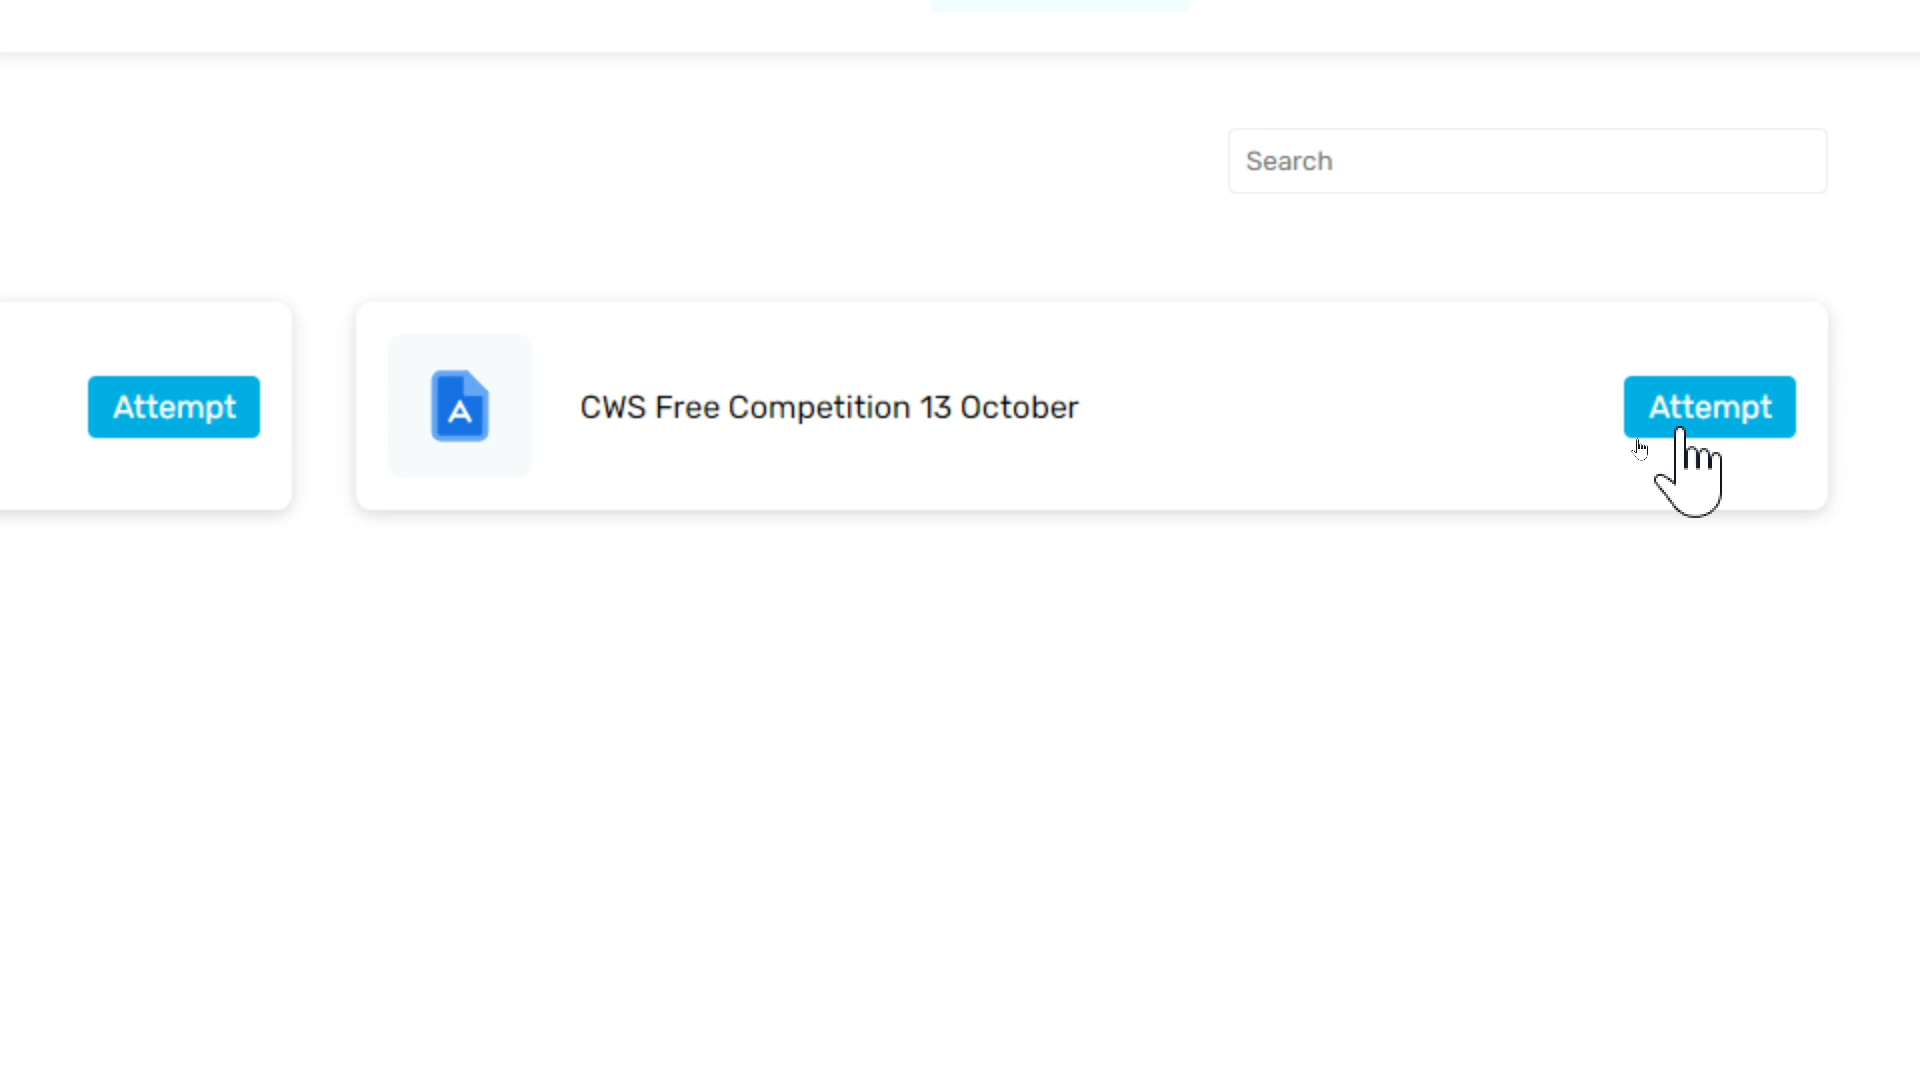 Search
Attempt
A
CWS Free Competition 13 October
Attempt